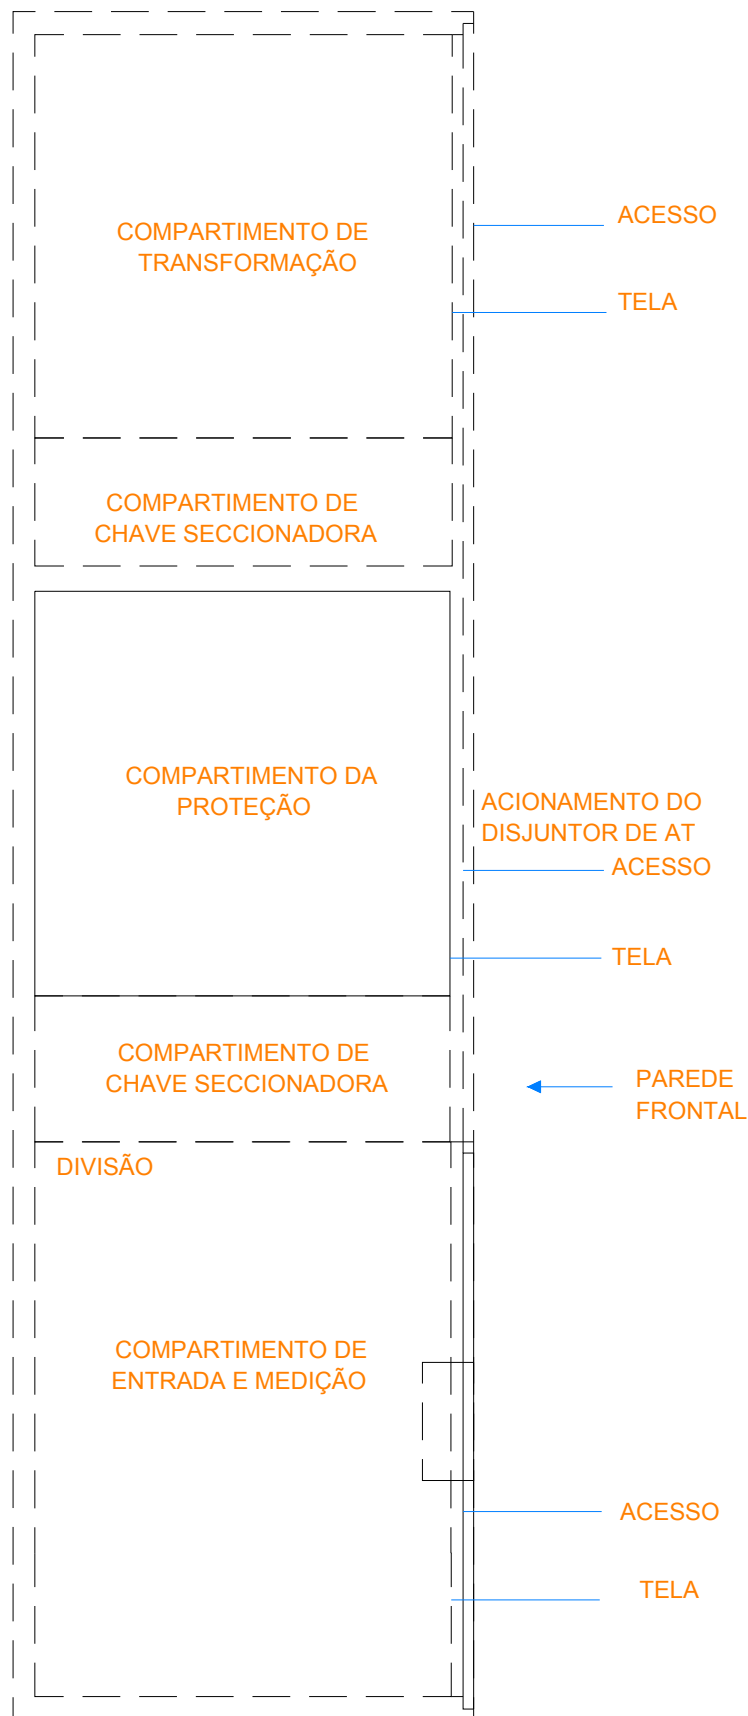 COMPARTIMENTO DE
TRANSFORMAÇÃO
ACESSO
TELA
COMPARTIMENTO DE
CHAVE SECCIONADORA
COMPARTIMENTO DA
PROTEÇÃO
ACIONAMENTO DO
DISJUNTOR DE AT
ACESSO
TELA
COMPARTIMENTO DE
CHAVE SECCIONADORA
PAREDE
FRONTAL
DIVISÃO
COMPARTIMENTO DE
ENTRADA E MEDIÇÃO
ACESSO
TELA